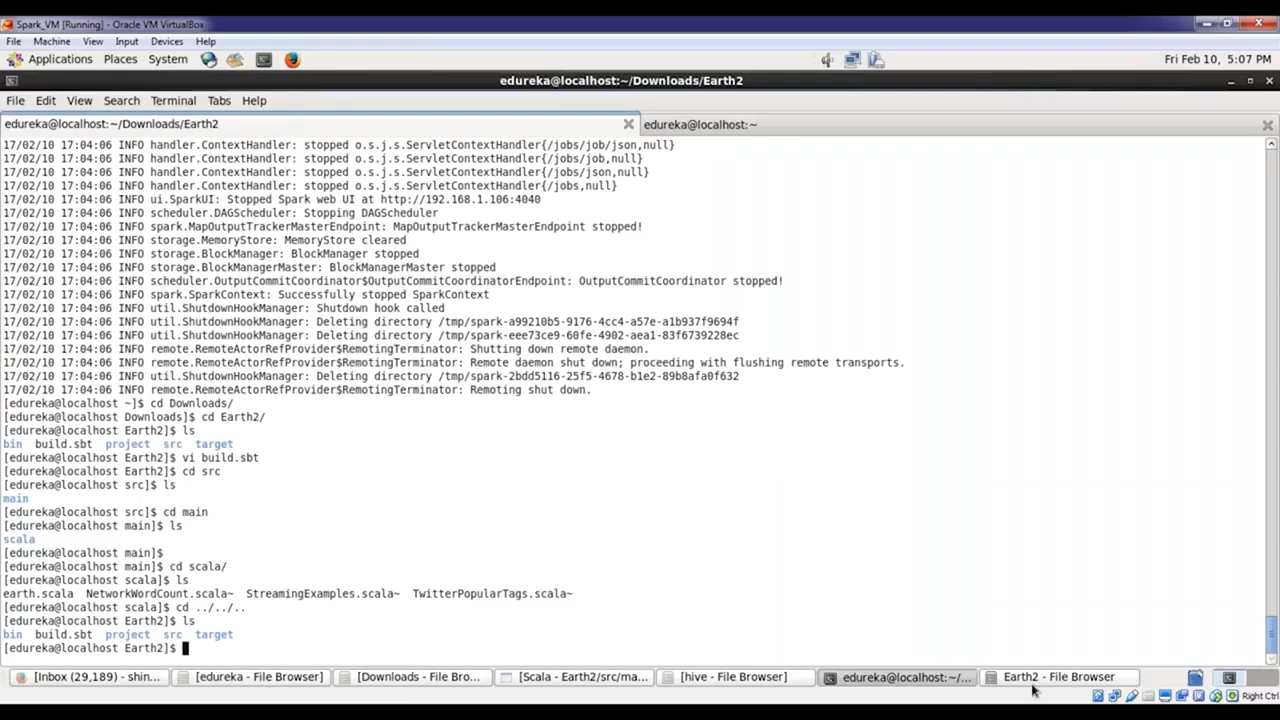 Spark_VM [Running] - Oracle VM VirtualBox
File Machine View Input Devices Help
Applications Places System Fri Feb 10, 5:07 PM
edureka@localhost:~/Downloads/Earth2
File Edit View Search Terminal Tabs Help
edureka@localhost:~/Downloads/Earth2 edureka@localhost:~
17/02/10 17:04:06 INFO handler.ContextHandler: stopped o.s.j.s.ServletContextHandler{/jobs/job/json,null}
17/02/10 17:04:06 INFO handler.ContextHandler: stopped o.s.j.s.ServletContextHandler{/jobs/job,null}
17/02/10 17:04:06 INFO handler.ContextHandler: stopped o.s.j.s.ServletContextHandler{/jobs/json,null}
17/02/10 17:04:06 INFO handler.ContextHandler: stopped o.s.j.s.ServletContextHandler{/jobs,null}
17/02/10 17:04:06 INFO ui.SparkUI: Stopped Spark web UI at http://192.168.1.106:4040
17/02/10 17:04:06 INFO scheduler.DAGScheduler: Stopping DAGScheduler
17/02/10 17:04:06 INFO spark.MapOutputTrackerMasterEndpoint: MapOutputTrackerMasterEndpoint stopped!
17/02/10 17:04:06 INFO storage.MemoryStore: MemoryStore cleared
17/02/10 17:04:06 INFO storage.BlockManager: BlockManager stopped
17/02/10 17:04:06 INFO storage.BlockManagerMaster: BlockManagerMaster stopped
17/02/10 17:04:06 INFO scheduler.OutputCommitCoordinator$OutputCommitCoordinatorEndpoint: OutputCommitCoordinator stopped!
17/02/10 17:04:06 INFO spark.SparkContext: Successfully stopped SparkContext
17/02/10 17:04:06 INFO util.ShutdownHookManager: Shutdown hook called
17/02/10 17:04:06 INFO util.ShutdownHookManager: Deleting directory /tmp/spark-a99210b5-9176-4cc4-a57e-a1b937f9694f
17/02/10 17:04:06 INFO util.ShutdownHookManager: Deleting directory /tmp/spark-eee73ce9-60fe-4902-aea1-83f6739228ec
17/02/10 17:04:06 INFO remote.RemoteActorRefProvider$RemotingTerminator: Shutting down remote daemon.
17/02/10 17:04:06 INFO remote.RemoteActorRefProvider$RemotingTerminator: Remote daemon shut down; proceeding with flushing remote transports.
17/02/10 17:04:06 INFO util.ShutdownHookManager: Deleting directory /tmp/spark-2bdd5116-25f5-4678-b1e2-89b8afa0f632
17/02/10 17:04:06 INFO remote.RemoteActorRefProvider$RemotingTerminator: Remoting shut down.
[edureka@localhost ~]$ cd Downloads/
[edureka@localhost Downloads]$ cd Earth2/
[edureka@localhost Earth2]$ ls
bin build.sbt project src target
[edureka@localhost Earth2]$ vi build.sbt
[edureka@localhost Earth2]$ cd src
[edureka@localhost src]$ ls
main
[edureka@localhost src]$ cd main
[edureka@localhost main]$ ls
scala
[edureka@localhost main]$
[edureka@localhost main]$ cd scala/
[edureka@localhost scala]$ ls
earth.scala NetworkWordCount.scala~ StreamingExamples.scala~ TwitterPopularTags.scala~
[edureka@localhost scala]$ cd ../../..
[edureka@localhost Earth2]$ ls
bin build.sbt project src target
[edureka@localhost Earth2]$
[Inbox (29,189) - shin... [edureka - File Browser] [Downloads - File Bro... [Scala - Earth2/src/ma... [hive - File Browser] edureka@localhost:~/... Earth2 - File Browser
Right Ctrl